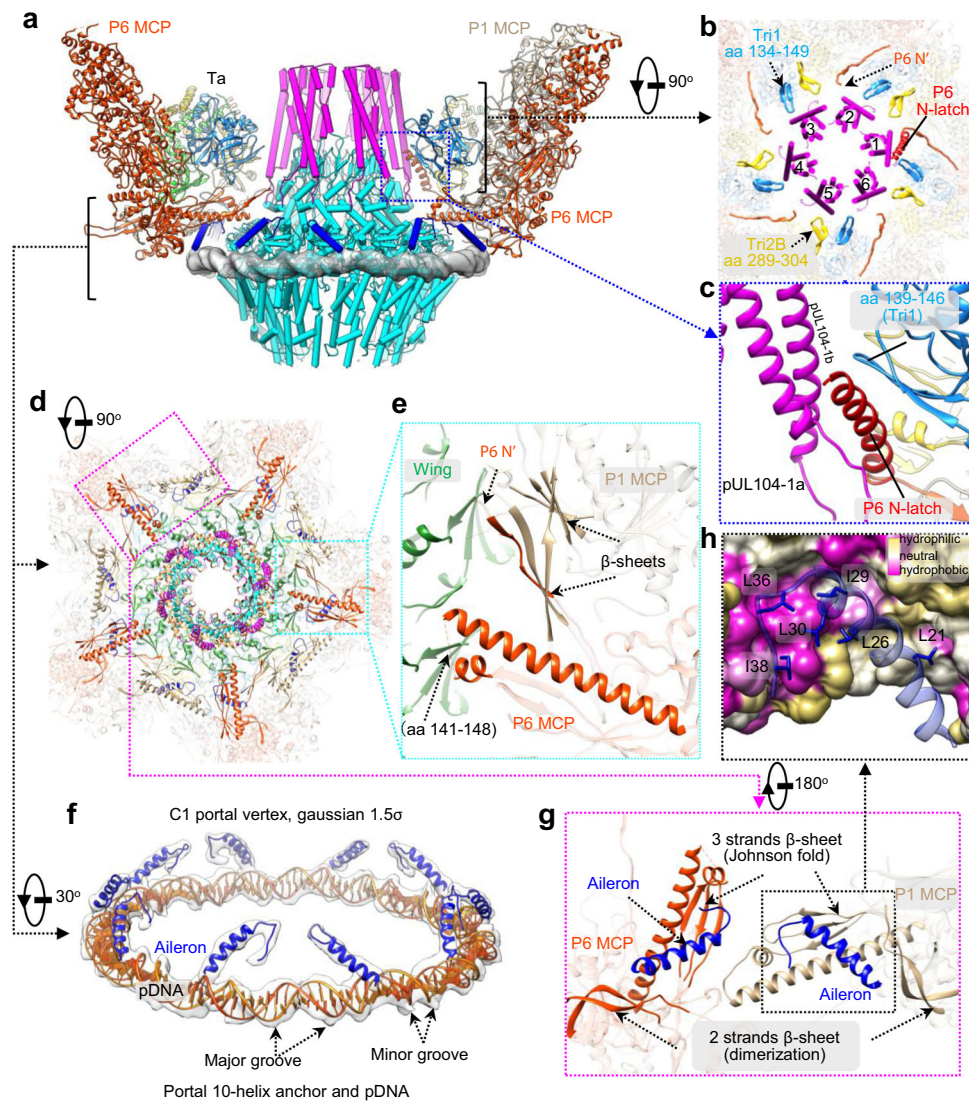 a
P6 MCP
P1 MCP
Ta
P6 MCP
90°
b
Tri1
aa 134-149
P6 N'
P6
N-latch
1
2
3
4
5
6
Tri2B
aa 289-304
c
aa 139-146
(Tri1)
pUL104-1b
pUL104-1a
P6 N-latch
d
90°
e
P6 N'
Wing
P1 MCP
β-sheets
P6 MCP
(aa 141-148)
h
hydrophilic
neutral
hydrophobic
L36
I29
L30
L26
L21
I38
180°
f
C1 portal vertex, gaussian 1.5σ
30°
Aileron
pDNA
Major groove
Minor groove
Portal 10-helix anchor and pDNA
g
3 strands β-sheet
(Johnson fold)
Aileron
P1 MCP
P6 MCP
Aileron
2 strands β-sheet
(dimerization)